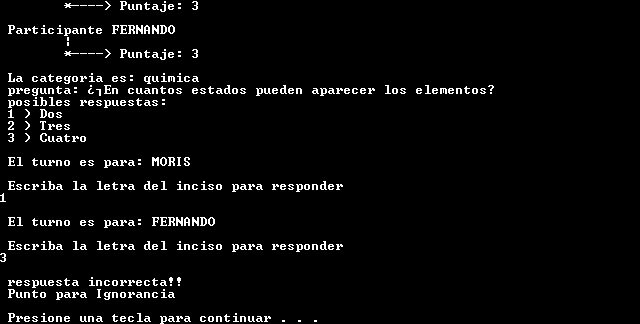 *----> Puntaje: 3
Participante FERNANDO
¦
*----> Puntaje: 3
La categoria es: quimica
pregunta: ¿┐En cuantos estados pueden aparecer los elementos?
posibles respuestas:
1 > Dos
2 > Tres
3 > Cuatro
El turno es para: MORIS
Escriba la letra del inciso para responder
1
El turno es para: FERNANDO
Escriba la letra del inciso para responder
3
respuesta incorrecta!!
Punto para Ignorancia
Presione una tecla para continuar . . .